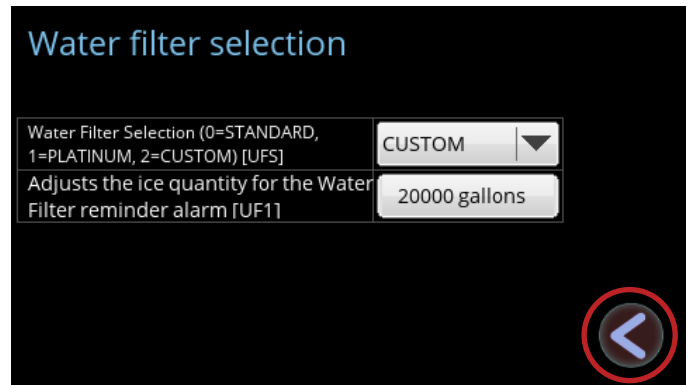 Water filter selection
Water Filter Selection (0=STANDARD,
1=PLATINUM, 2=CUSTOM) [UFS]
CUSTOM
Adjusts the ice quantity for the Water
Filter reminder alarm [UF1]
20000 gallons